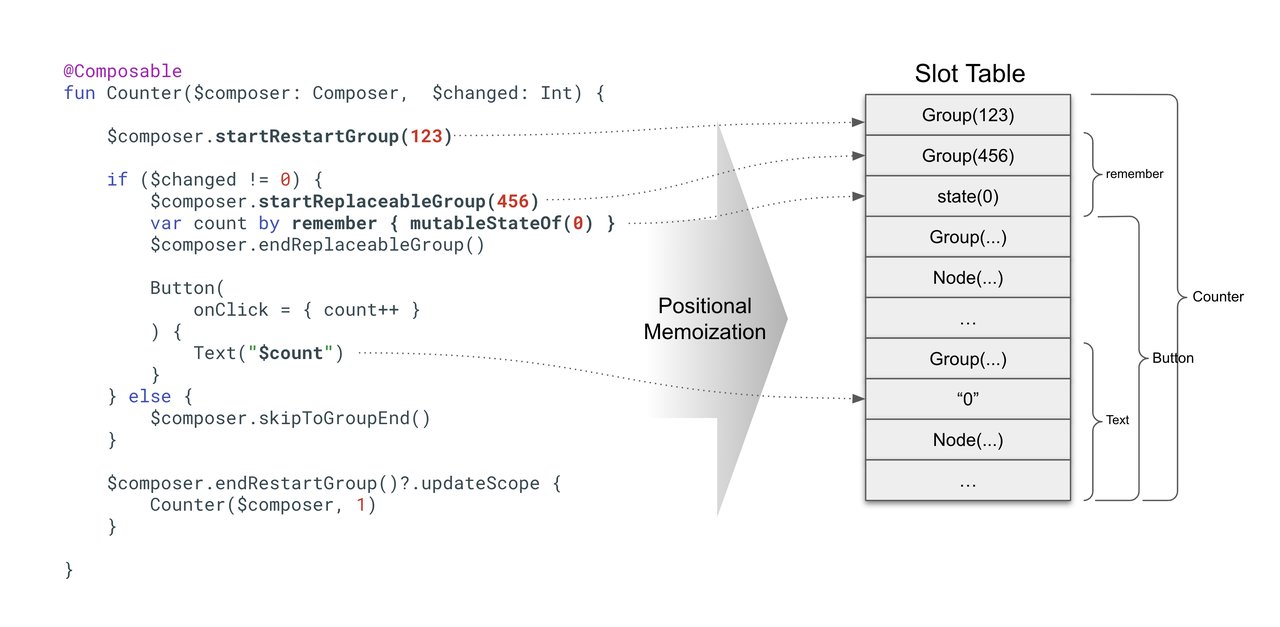 @Composable
fun Counter($composer: Composer,  $changed: Int) {
$composer.startRestartGroup(123)
if ($changed != 0) {
$composer.startReplaceableGroup(456)
var count by remember { mutableStateOf(0) }
$composer.endReplaceableGroup()
Button(
onClick = { count++ }
) {
Text("$count")
}
} else {
$composer.skipToGroupEnd()
}
$composer.endRestartGroup()?.updateScope {
Counter($composer, 1)
}
}
Positional
Memoization
Slot Table
Group(123)
Group(456)
state(0)
Group(...)
Node(...)
…
Group(...)
“0”
Node(...)
…
remember
Counter
Button
Text